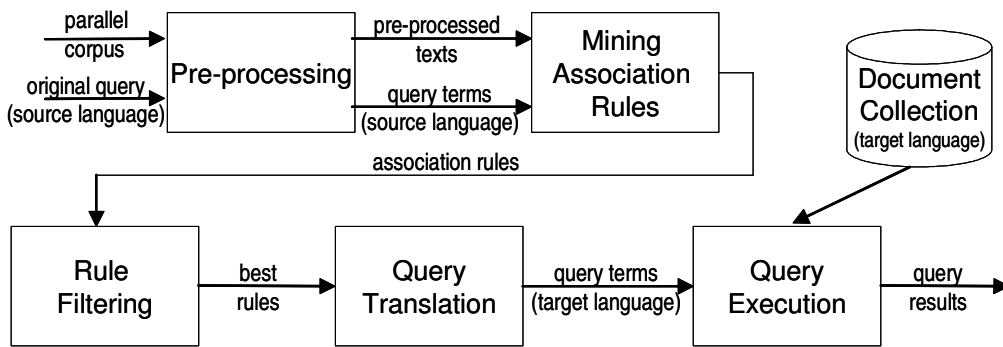 parallel
corpus
original query
(source language)
Pre-processing
pre-processed
texts
query terms
(source language)
Mining
Association
Rules
Document
Collection
(target language)
association rules
Rule
Filtering
best
rules
Query
Translation
query terms
(target language)
Query
Execution
query
results